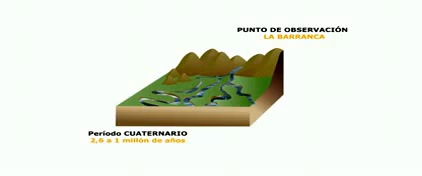 PUNTO DE OBSERVACIÓN
LA BARRANCA
Período CUATERNARIO
2,6 a 1 millón de años